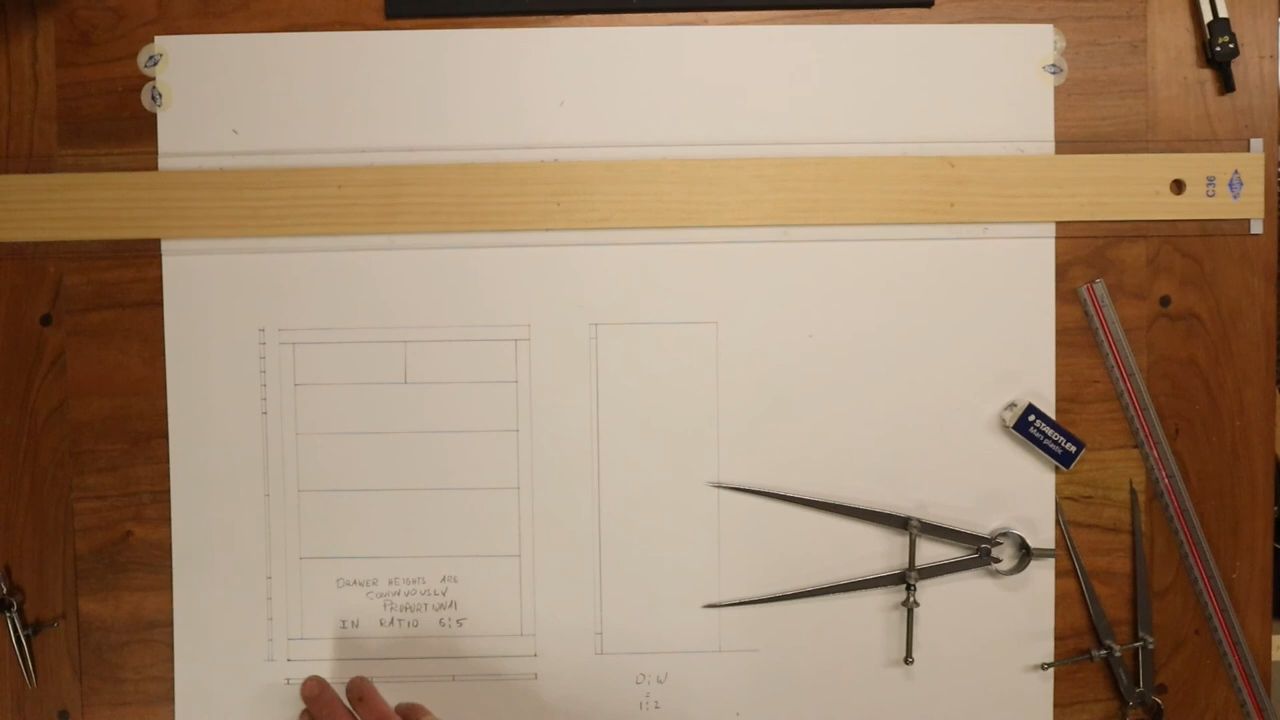 C36
STAEDTLER
Mars plastic
DRAWER HEIGHTS ARE
CONTINUOUSLY
PROPORTIONAL
IN RATIO 6:5
D:W
=
1:2